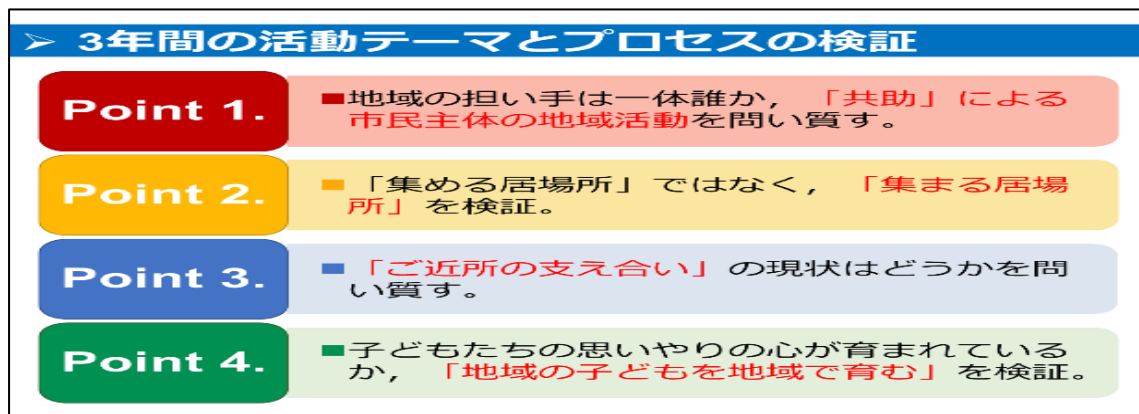 ➢ 3年間の活動テーマとプロセスの検証
Point 1.
■地域の担い手は一体誰か，「共助」による
市民主体の地域活動を問い質す。
Point 2.
■「集める居場所」ではなく，「集まる居場
所」を検証。
Point 3.
■「ご近所の支え合い」の現状はどうかを問
い質す。
Point 4.
■子どもたちの思いやりの心が育まれている
か，「地域の子どもを地域で育む」を検証。